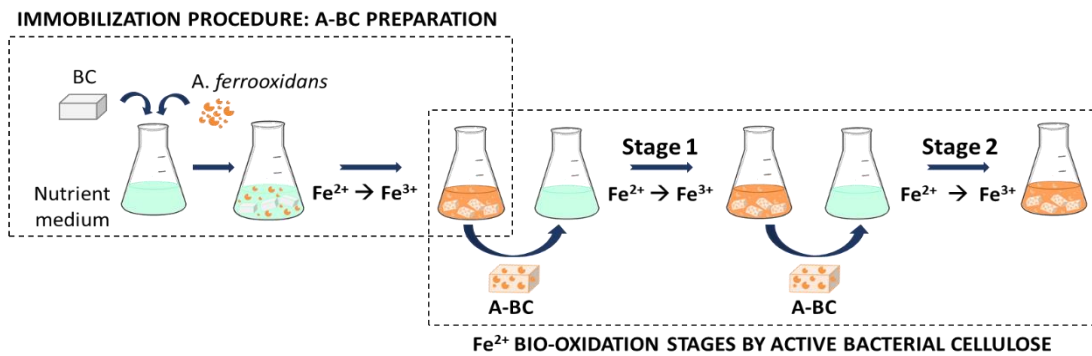 IMMOBILIZATION PROCEDURE: A-BC PREPARATION
BC
A. ferrooxidans
Nutrient
medium
Fe²⁺ → Fe³⁺
Stage 1
Fe²⁺ → Fe³⁺
Stage 2
Fe²⁺ → Fe³⁺
A-BC
A-BC
Fe²⁺ BIO-OXIDATION STAGES BY ACTIVE BACTERIAL CELLULOSE